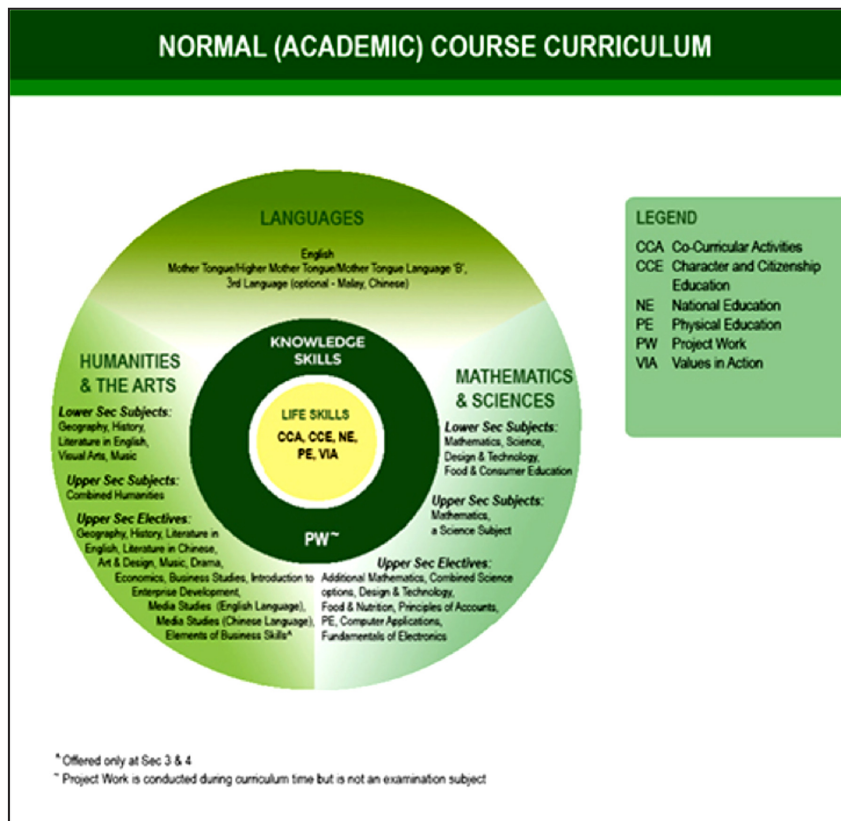 NORMAL (ACADEMIC) COURSE CURRICULUM
LANGUAGES
English
Mother Tongue/Higher Mother Tongue/Mother Tongue Language 'B',
3rd Language (optional - Malay, Chinese)
KNOWLEDGE
SKILLS
LIFE SKILLS
CCA, CCE, NE,
PE, VIA
PW~
HUMANITIES
& THE ARTS
Lower Sec Subjects:
Geography, History,
Literature in English,
Visual Arts, Music
Upper Sec Subjects:
Combined Humanities
Upper Sec Electives:
Geography, History, Literature in
English, Literature in Chinese,
Art & Design, Music, Drama,
Economics, Business Studies, Introduction to
Enterprise Development,
Media Studies (English Language),
Media Studies (Chinese Language),
Elements of Business Skills^
MATHEMATICS
& SCIENCES
Lower Sec Subjects:
Mathematics, Science,
Design & Technology,
Food & Consumer Education
Upper Sec Subjects:
Mathematics,
a Science Subject
Upper Sec Electives:
Additional Mathematics, Combined Science
options, Design & Technology,
Food & Nutrition, Principles of Accounts,
PE, Computer Applications,
Fundamentals of Electronics
LEGEND
CCA Co-Curricular Activities
CCE Character and Citizenship
Education
NE National Education
PE Physical Education
PW Project Work
VIA Values in Action
^ Offered only at Sec 3 & 4
~ Project Work is conducted during curriculum time but is not an examination subject